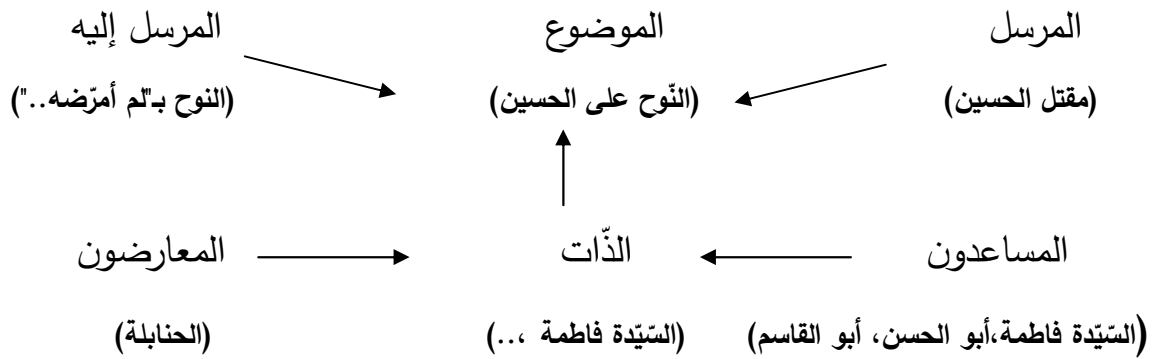 المرسل الموضوع المرسل إليه
(مقتل الحسين) (النّوح على الحسين) (النوح بـ"لم أمرّضه..")
المساعدون الذّات المعارضون
(السّيّدة فاطمة،أبو الحسن، أبو القاسم) (السّيّدة فاطمة ،..) (الحنابلة)